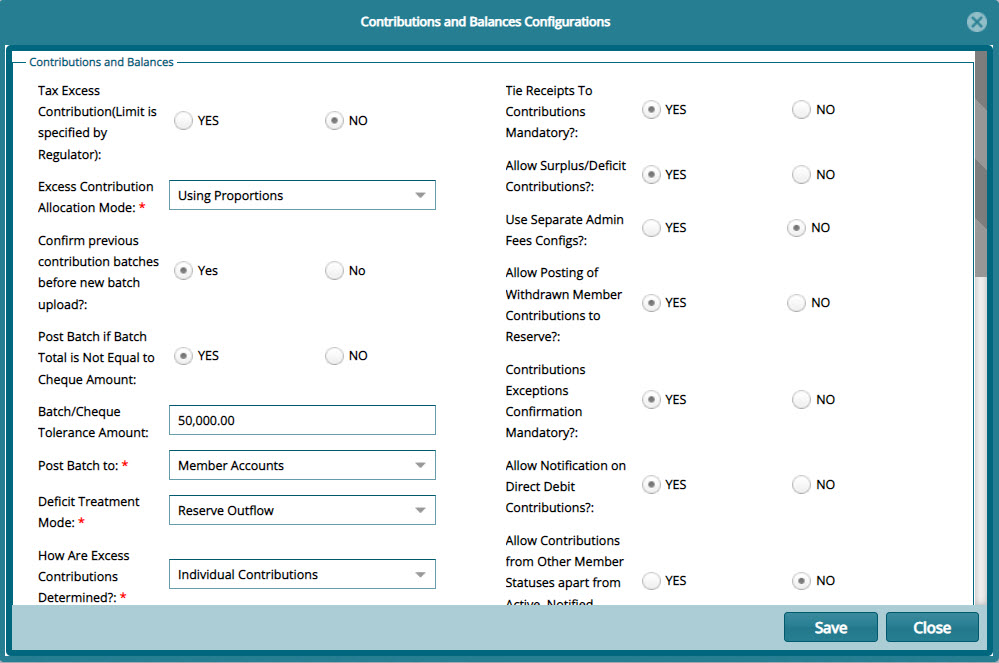 Contributions and Balances Configurations
Contributions and Balances
Tax Excess
Contribution(Limit is
specified by
Regulator):
YES
NO
Excess Contribution
Allocation Mode: *
Using Proportions
Confirm previous
contribution batches
before new batch
upload?:
Yes
No
Post Batch if Batch
Total is Not Equal to
Cheque Amount:
YES
NO
Batch/Cheque
Tolerance Amount:
50,000.00
Post Batch to: *
Member Accounts
Deficit Treatment
Mode: *
Reserve Outflow
How Are Excess
Contributions
Determined?: *
Individual Contributions
Tie Receipts To
Contributions
Mandatory?:
YES
NO
Allow Surplus/Deficit
Contributions?:
YES
NO
Use Separate Admin
Fees Configs?:
YES
NO
Allow Posting of
Withdrawn Member
Contributions to
Reserve?:
YES
NO
Contributions
Exceptions
Confirmation
Mandatory?:
YES
NO
Allow Notification on
Direct Debit
Contributions?:
YES
NO
Allow Contributions
from Other Member
Statuses apart from
Active, Notified
YES
NO
Save
Close